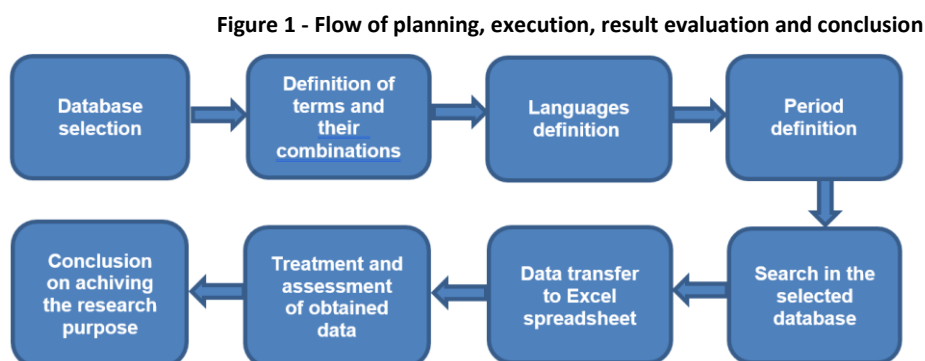 Figure 1 - Flow of planning, execution, result evaluation and conclusion
Database
selection
Definition of
terms and
their
combinations
Languages
definition
Period
definition
Search in the
selected
database
Data transfer
to Excel
spreadsheet
Treatment and
assessment
of obtained
data
Conclusion
on achiving
the research
purpose